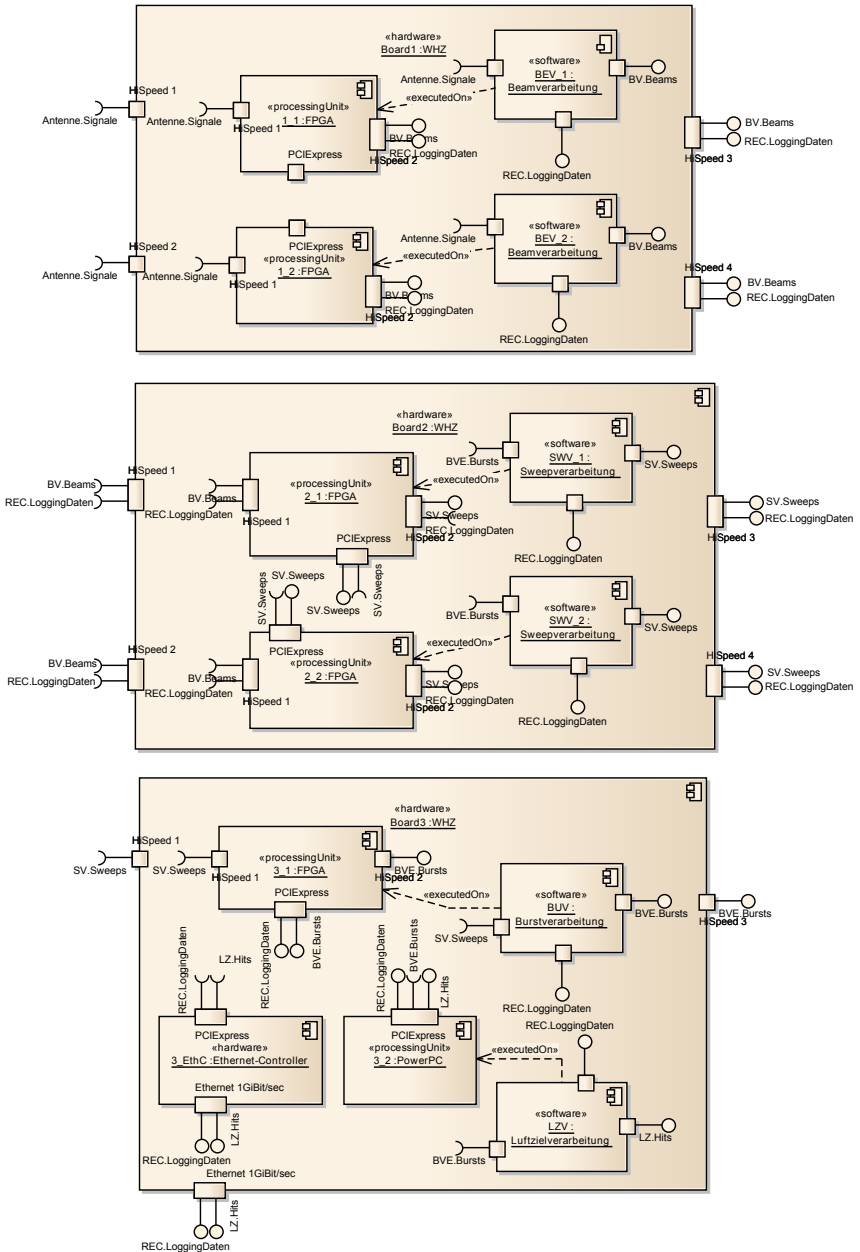 «hardware»
Board1 :WHZ
HiSpeed 1
Antenne.Signale
Antenne.Signale
HiSpeed 1
«processingUnit»
1_1 :FPGA
PCIExpress
BV.Beams
REC.LoggingDaten
HiSpeed 2
«executedOn»
Antenne.Signale
«software»
BEV_1 :
Beamverarbeitung
BV.Beams
REC.LoggingDaten
BV.Beams
REC.LoggingDaten
HiSpeed 3
HiSpeed 2
Antenne.Signale
Antenne.Signale
HiSpeed 1
PCIExpress
«processingUnit»
1_2 :FPGA
BV.Beams
REC.LoggingDaten
HiSpeed 2
Antenne.Signale
«executedOn»
«software»
BEV_2 :
Beamverarbeitung
BV.Beams
REC.LoggingDaten
HiSpeed 4
BV.Beams
REC.LoggingDaten
«hardware»
Board2 :WHZ
HiSpeed 1
BV.Beams
REC.LoggingDaten
BV.Beams
REC.LoggingDaten
HiSpeed 1
«processingUnit»
2_1 :FPGA
PCIExpress
SV.Sweeps
REC.LoggingDaten
HiSpeed 2
SV.Sweeps
SV.Sweeps
BVE.Bursts
«executedOn»
«software»
SWV_1 :
Sweepverarbeitung
SV.Sweeps
REC.LoggingDaten
SV.Sweeps
REC.LoggingDaten
HiSpeed 3
SV.Sweeps
SV.Sweeps
HiSpeed 2
BV.Beams
REC.LoggingDaten
BV.Beams
REC.LoggingDaten
HiSpeed 1
PCIExpress
«processingUnit»
2_2 :FPGA
SV.Sweeps
REC.LoggingDaten
HiSpeed 2
BVE.Bursts
«executedOn»
«software»
SWV_2 :
Sweepverarbeitung
SV.Sweeps
REC.LoggingDaten
HiSpeed 4
SV.Sweeps
REC.LoggingDaten
«hardware»
Board3 :WHZ
HiSpeed 1
SV.Sweeps
SV.Sweeps
HiSpeed 1
«processingUnit»
3_1 :FPGA
PCIExpress
BVE.Bursts
HiSpeed 2
REC.LoggingDaten
BVE.Bursts
«executedOn»
SV.Sweeps
«software»
BUV :
Burstverarbeitung
BVE.Bursts
REC.LoggingDaten
BVE.Bursts
HiSpeed 3
REC.LoggingDaten
LZ.Hits
PCIExpress
«hardware»
3_EthC :Ethernet-Controller
Ethernet 1GiBit/sec
REC.LoggingDaten
LZ.Hits
REC.LoggingDaten
BVE.Bursts
LZ.Hits
PCIExpress
«processingUnit»
3_2 :PowerPC
«executedOn»
REC.LoggingDaten
«software»
LZV :
Luftzielverarbeitung
BVE.Bursts
LZ.Hits
Ethernet 1GiBit/sec
LZ.Hits
REC.LoggingDaten